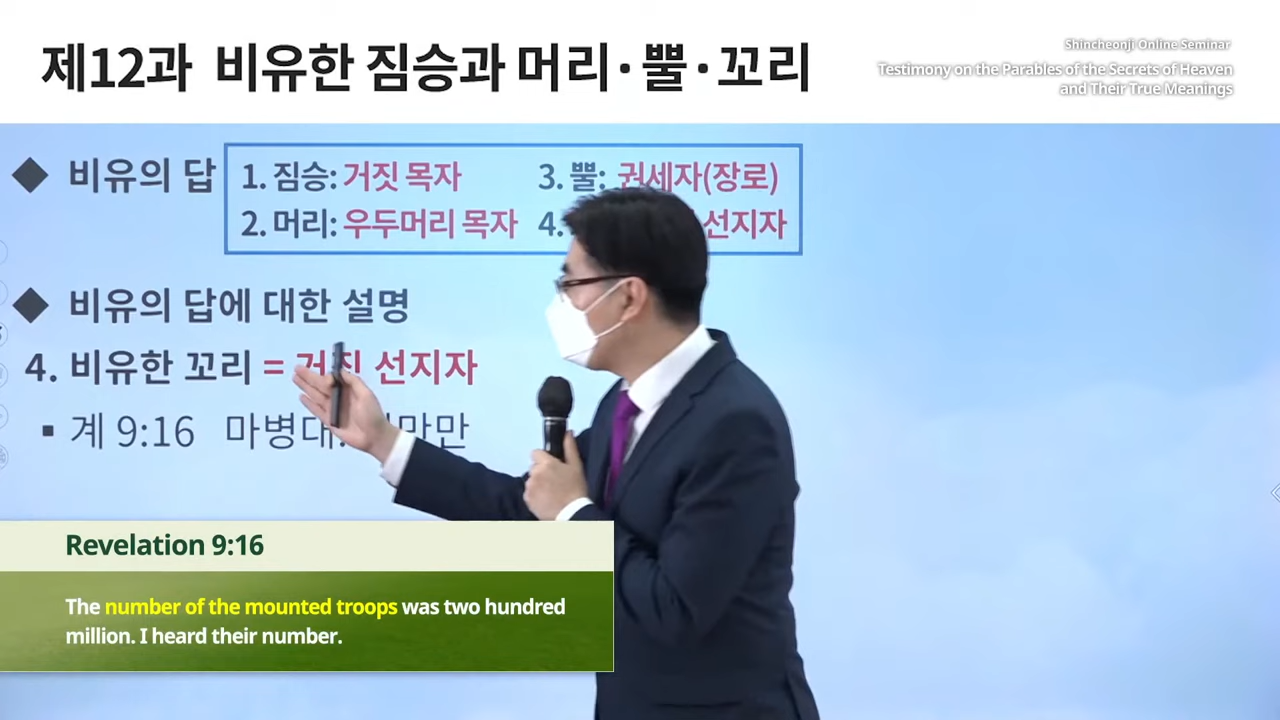 제12과 비유한 짐승과 머리·뿔·꼬리
Shincheonji Online Seminar
Testimony on the Parables of the Secrets of Heaven
and Their True Meanings
◆ 비유의 답
1. 짐승: 거짓 목자
3. 뿔: 권세자(장로)
2. 머리: 우두머리 목자
4. 선지자
◆ 비유의 답에 대한 설명
4. 비유한 꼬리 = 거짓 선지자
▪ 계 9:16 마병대: 만만
Revelation 9:16
The number of the mounted troops was two hundred
million. I heard their number.